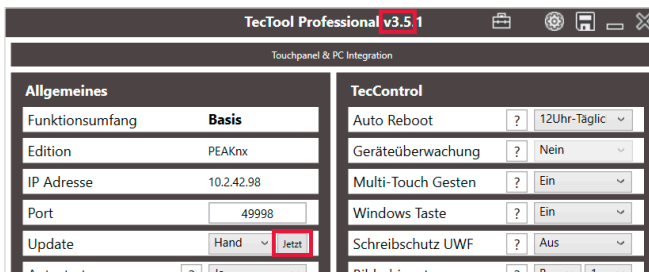 TecTool Professional v3.5.1
Touchpanel & PC Integration
Allgemeines
Funktionsumfang Basis
Edition PEAKnx
IP Adresse 10.2.42.98
Port 49998
Update Hand Jetzt
TecControl
Auto Reboot ? 12Uhr-Täglic
Geräteüberwachung ? Nein
Multi-Touch Gesten ? Ein
Windows Taste ? Ein
Schreibschutz UWF ? Aus